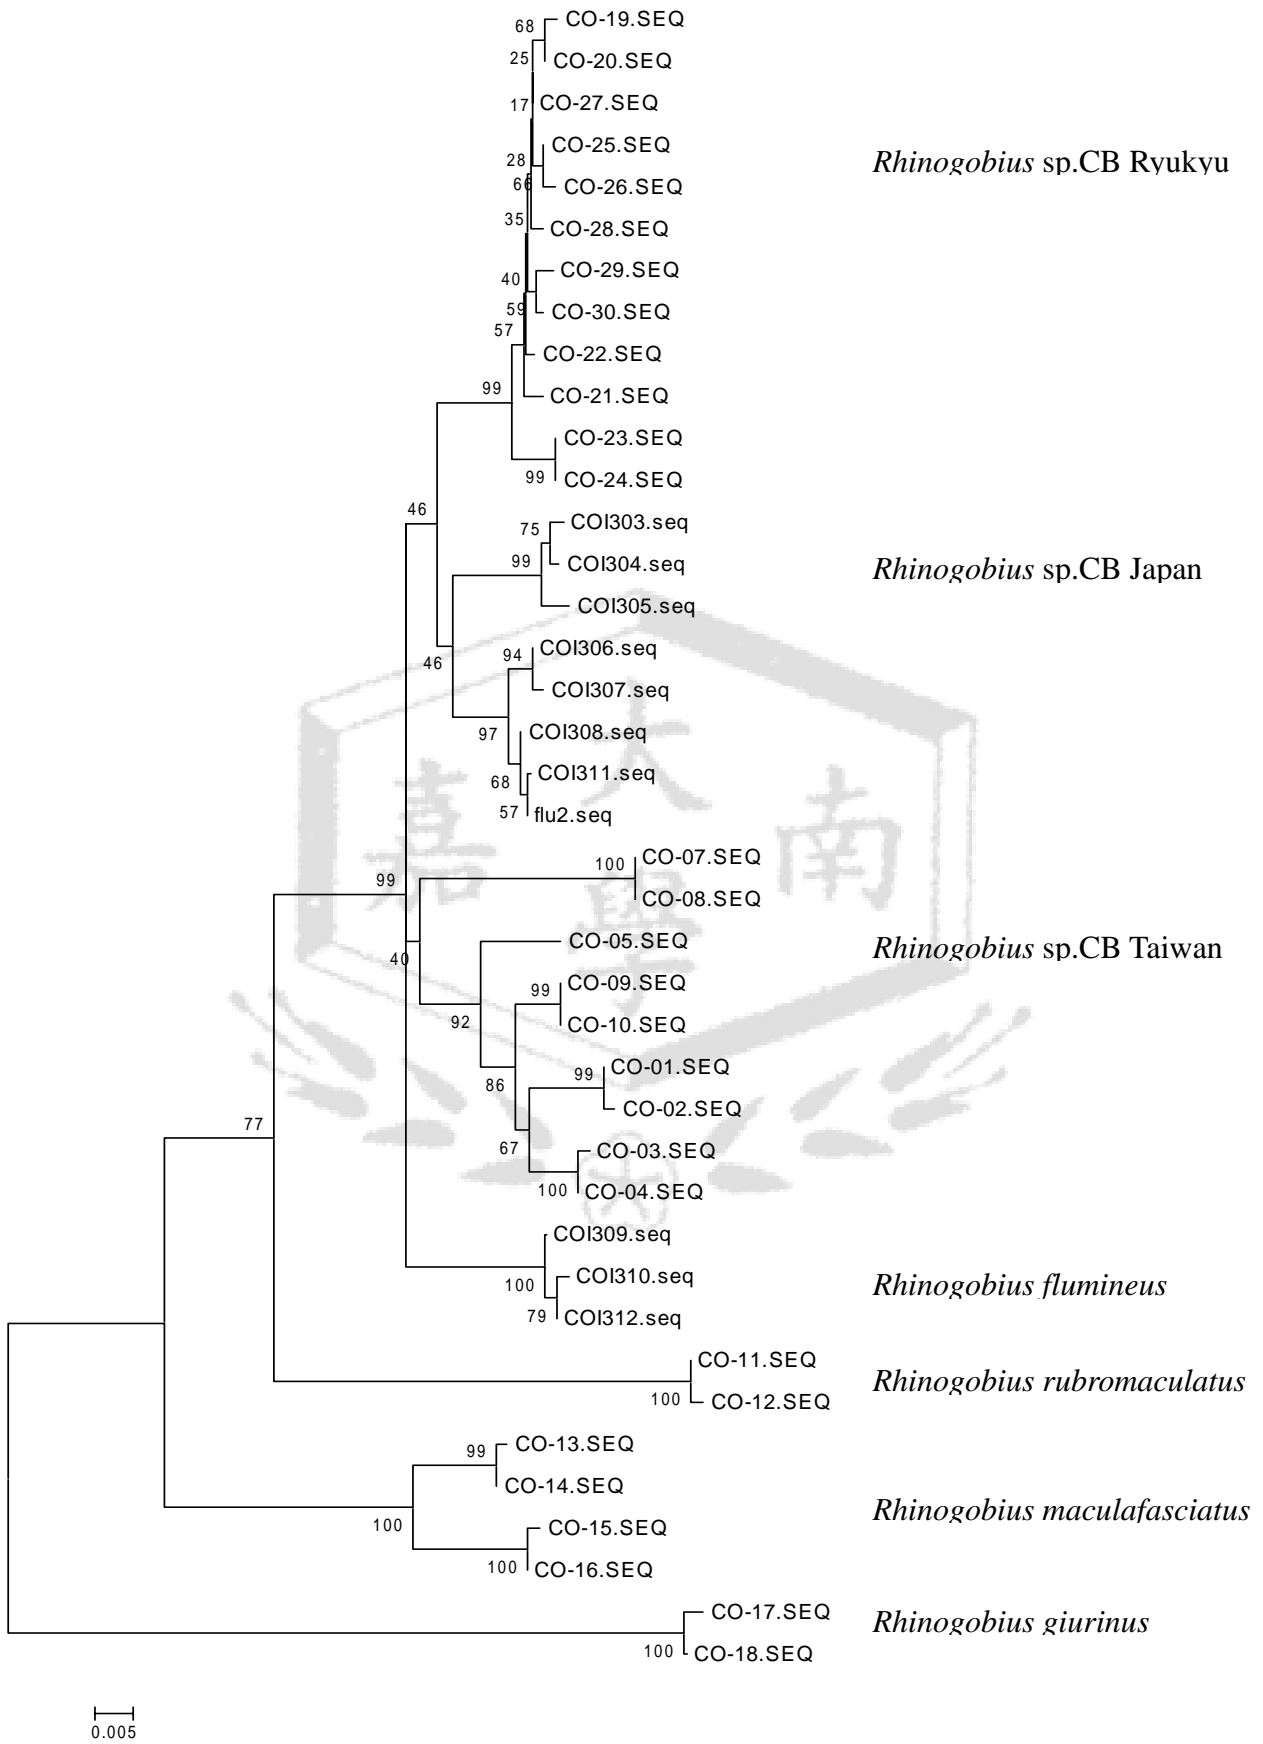 68
CO-19.SEQ
25
CO-20.SEQ
17
CO-27.SEQ
CO-25.SEQ
28
Rhinogobius sp.CB Ryukyu
66
CO-26.SEQ
35
CO-28.SEQ
CO-29.SEQ
40
59
CO-30.SEQ
57
CO-22.SEQ
99
CO-21.SEQ
CO-23.SEQ
99
CO-24.SEQ
46
COI303.seq
75
99
COI304.seq
Rhinogobius sp.CB Japan
COI305.seq
94
COI306.seq
46
COI307.seq
97
COI308.seq
大
68
COI311.seq
57
flu2.seq
嘉
南
100
CO-07.SEQ
99
CO-08.SEQ
學
40
CO-05.SEQ
Rhinogobius sp.CB Taiwan
99
CO-09.SEQ
92
CO-10.SEQ
99
CO-01.SEQ
86
CO-02.SEQ
77
67
CO-03.SEQ
100
CO-04.SEQ
COI309.seq
100
COI310.seq
Rhinogobius flumineus
79
COI312.seq
CO-11.SEQ
Rhinogobius rubromaculatus
100
CO-12.SEQ
99
CO-13.SEQ
CO-14.SEQ
Rhinogobius maculafasciatus
100
CO-15.SEQ
100
CO-16.SEQ
CO-17.SEQ
Rhinogobius giurinus
100
CO-18.SEQ
0.005